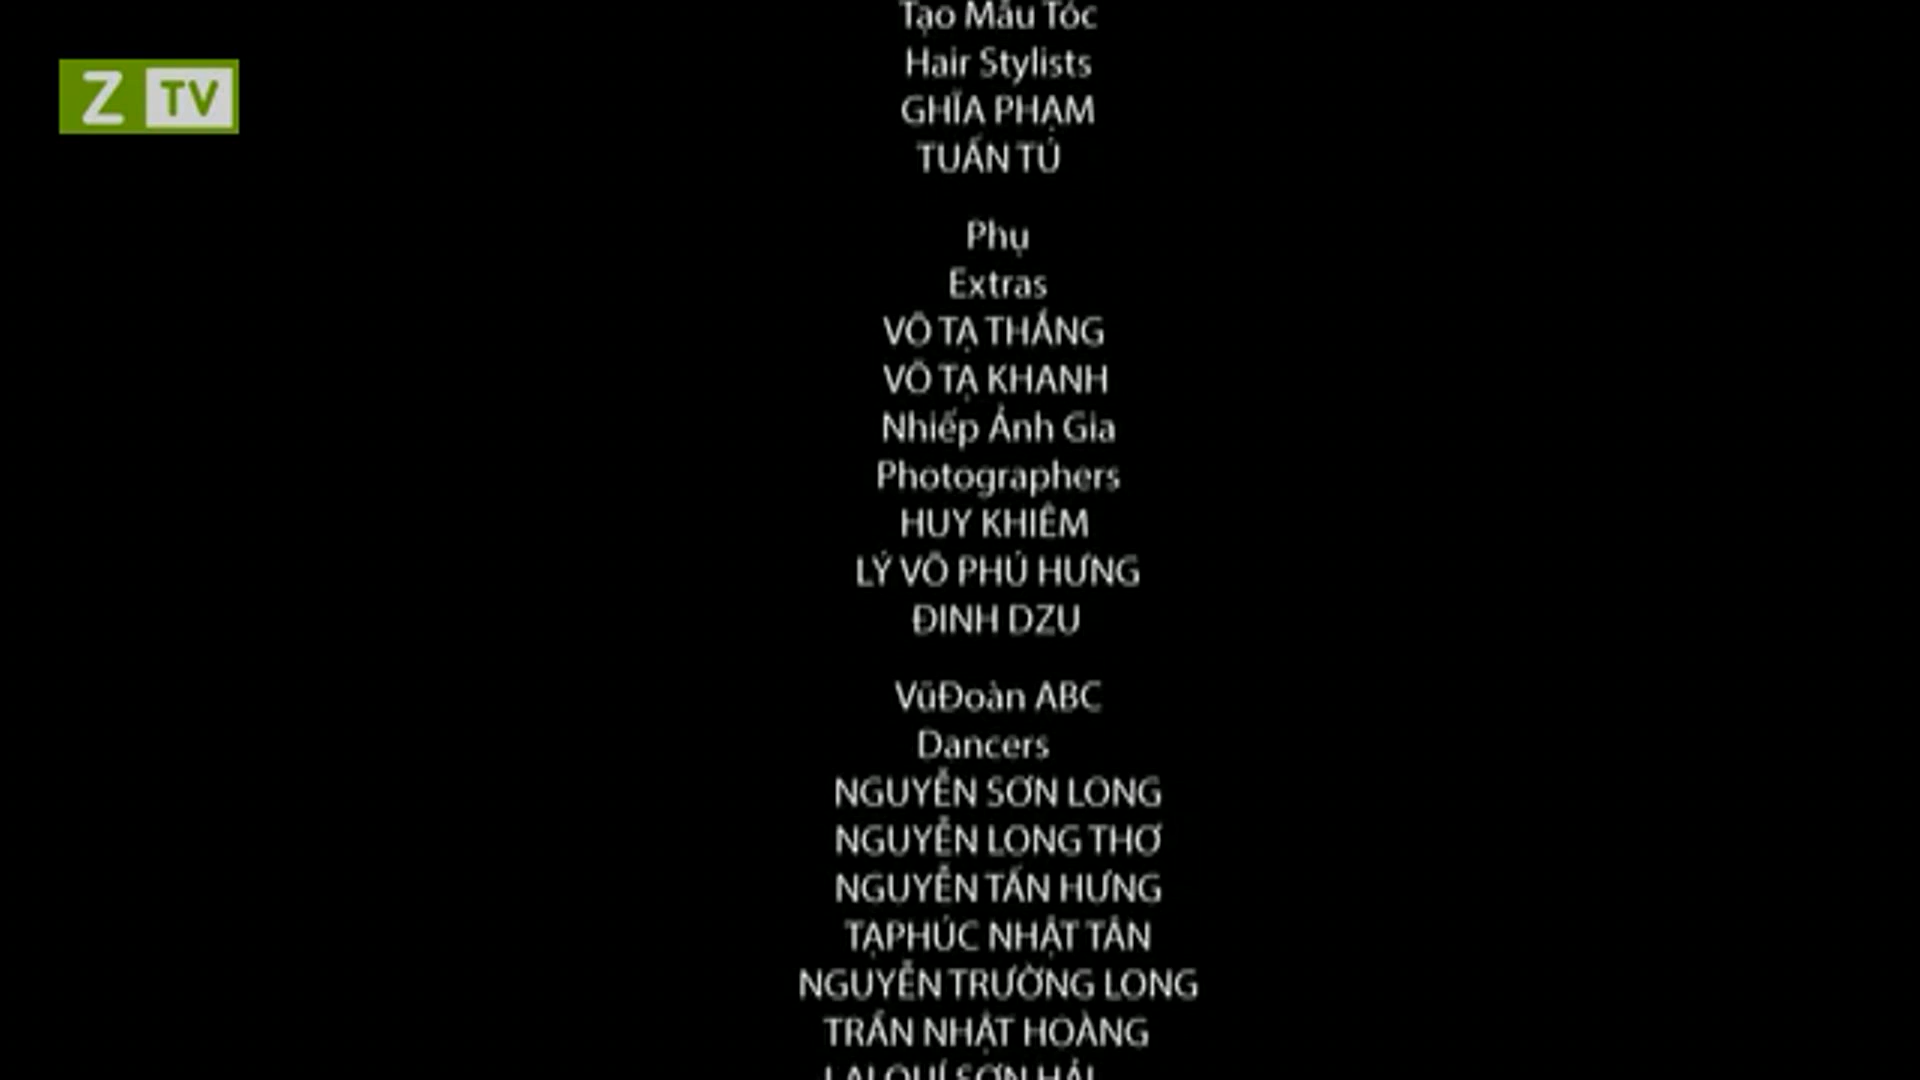 Z TV
Tạo Mẫu Tóc
Hair Stylists
GHĨA PHẠM
TUẤN TÚ
Phụ
Extras
VÕ TẠ THẮNG
VÕ TẠ KHANH
Nhiếp Ảnh Gia
Photographers
HUY KHIÊM
LÝ VÕ PHÚ HƯNG
ĐINH DZU
VũĐoàn ABC
Dancers
NGUYỄN SƠN LONG
NGUYỄN LONG THƠ
NGUYỄN TẤN HƯNG
TẠPHÚC NHẬT TÂN
NGUYỄN TRƯỜNG LONG
TRẦN NHẬT HOÀNG